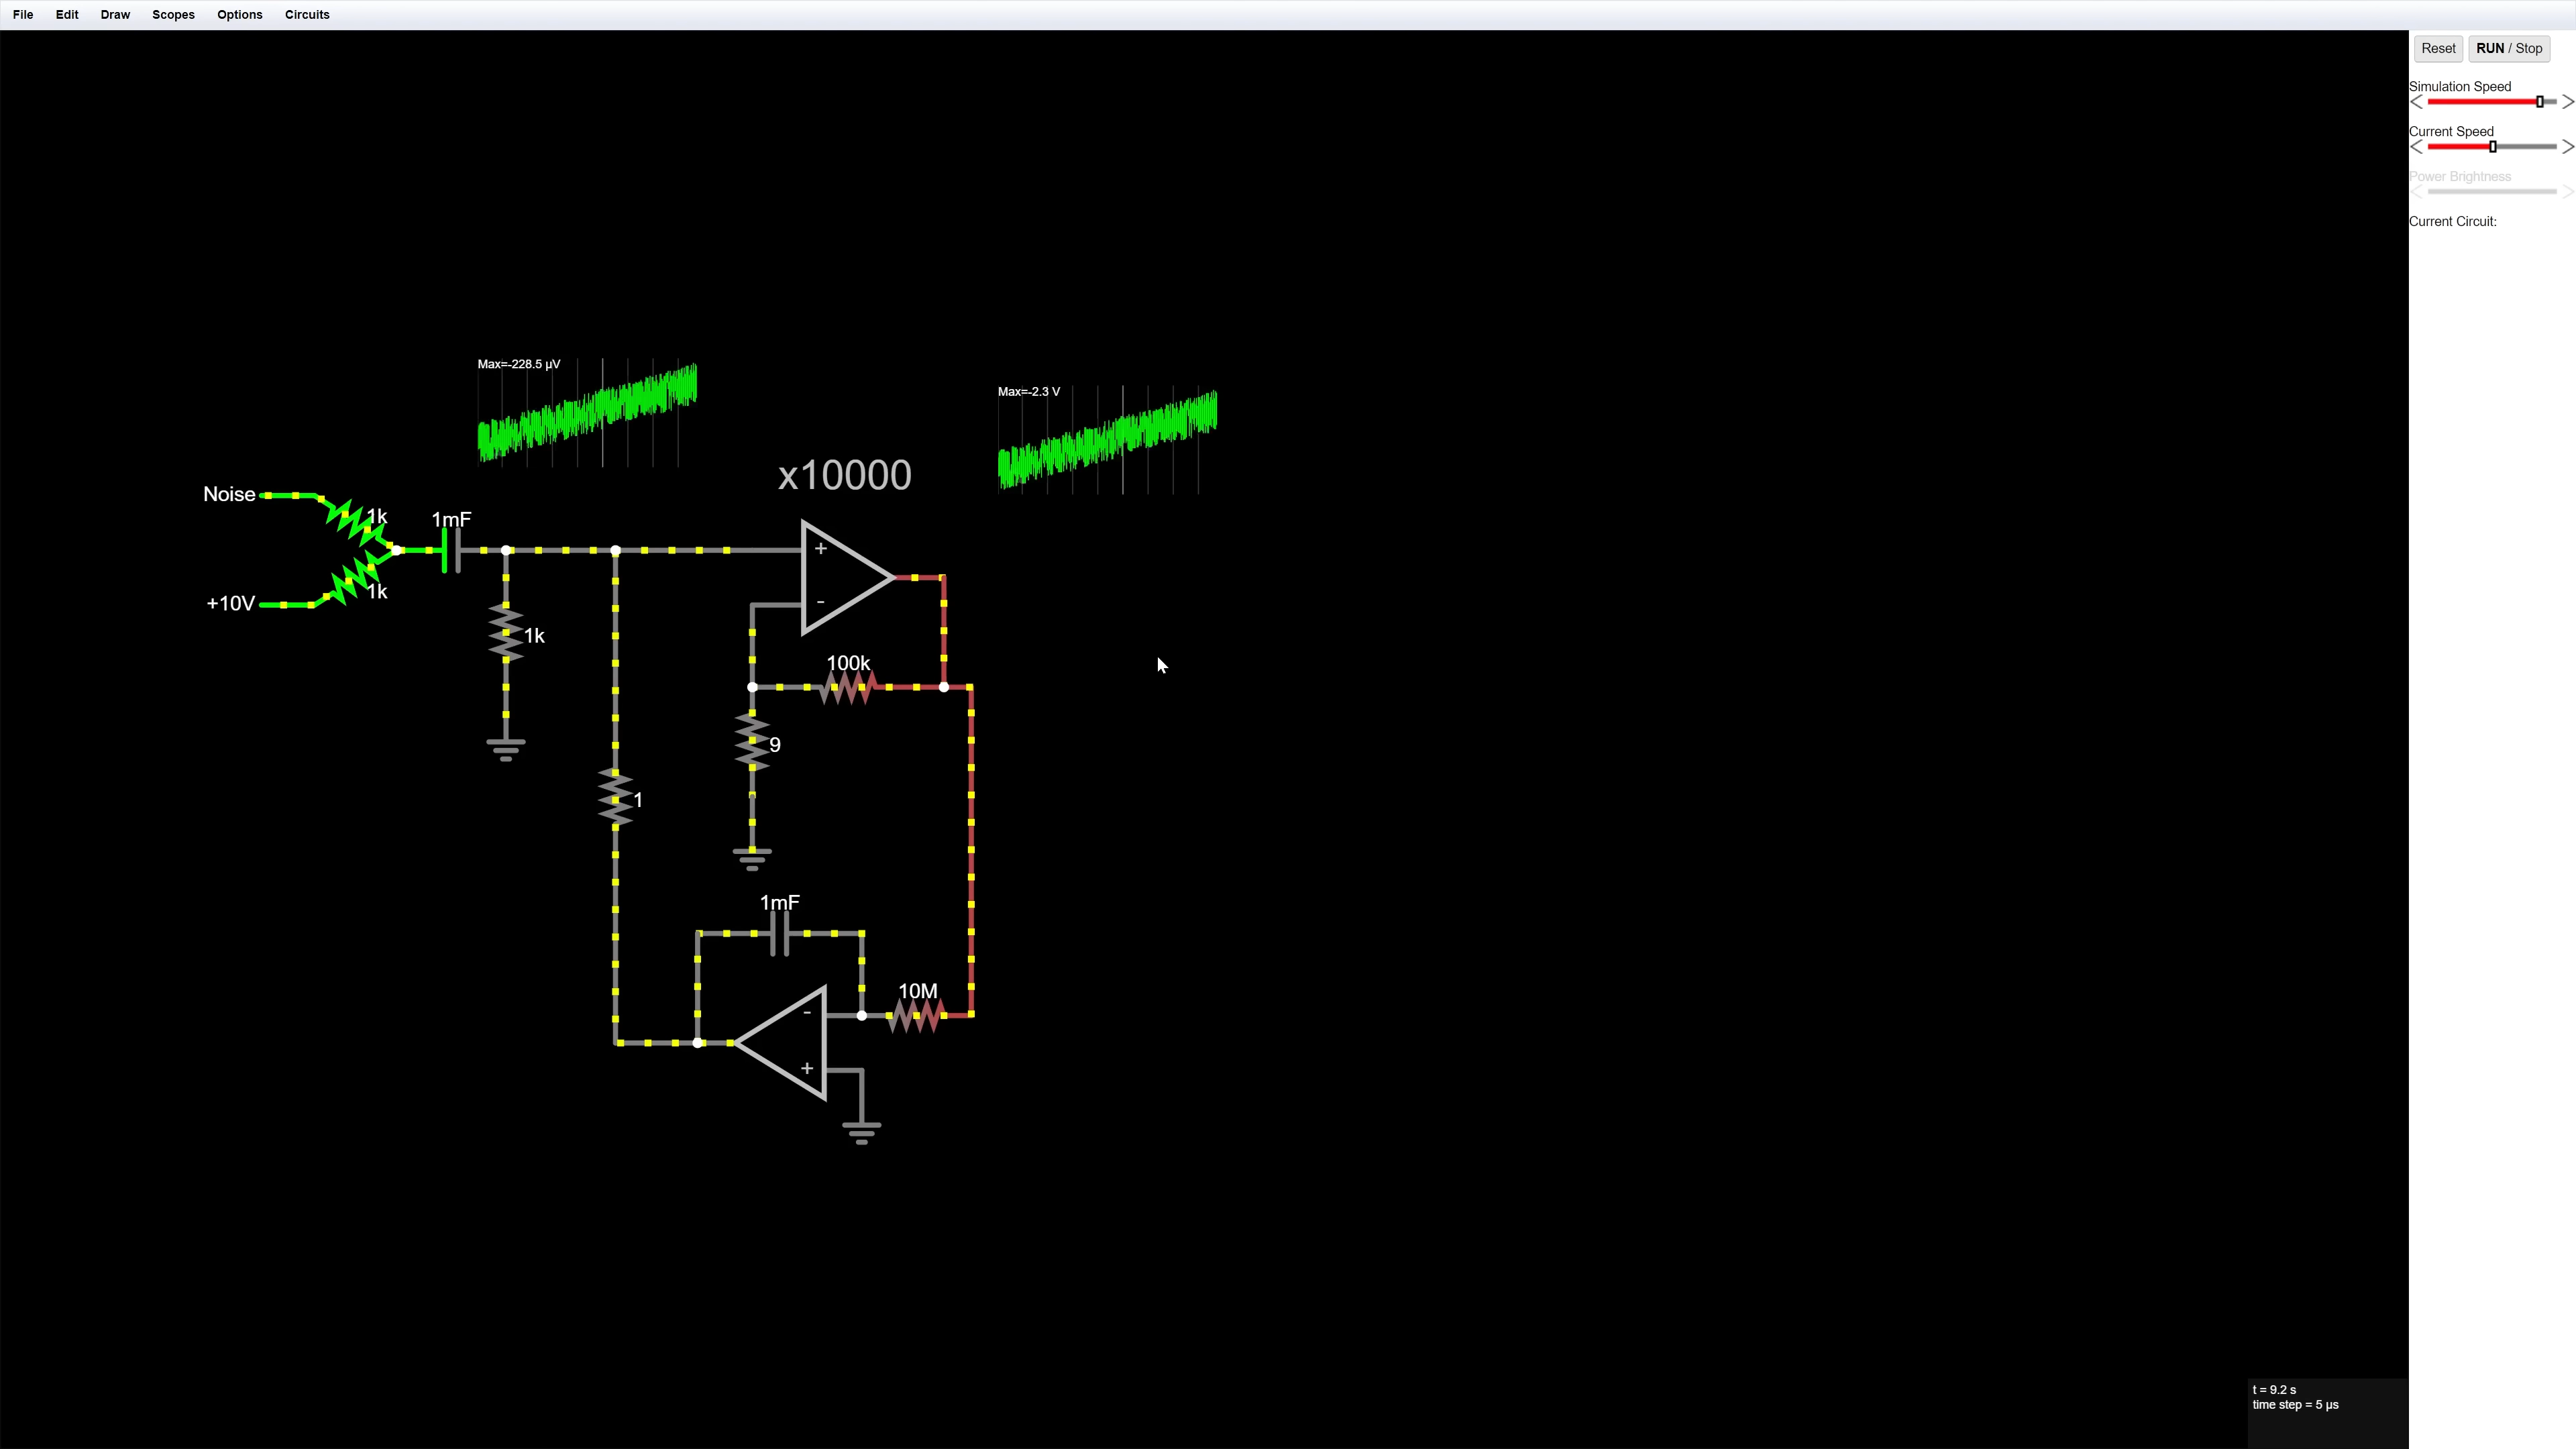 File Edit Draw Scopes Options Circuits
Reset RUN / Stop
Simulation Speed
Current Speed
Power Brightness
Current Circuit:
Max=-228.5 µV
Max=-2.3 V
x10000
Noise
1k
1mF
+
+10V
1k
-
1k
100k
9
1
1mF
10M
-
+
t = 9.2 s
time step = 5 µs